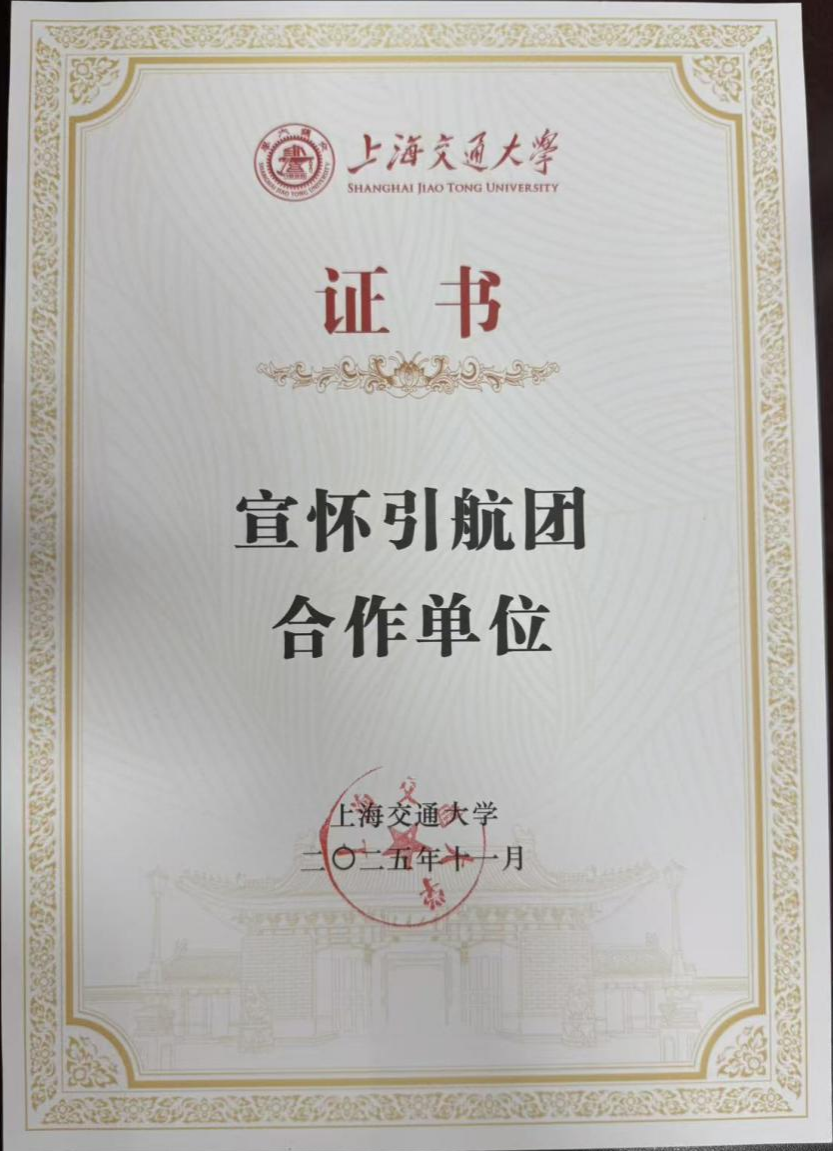 上海交通大學
SHANGHAI JIAO TONG UNIVERSITY
证书
宣怀引航团
合作单位
上海交通大学
二〇二五年十一月